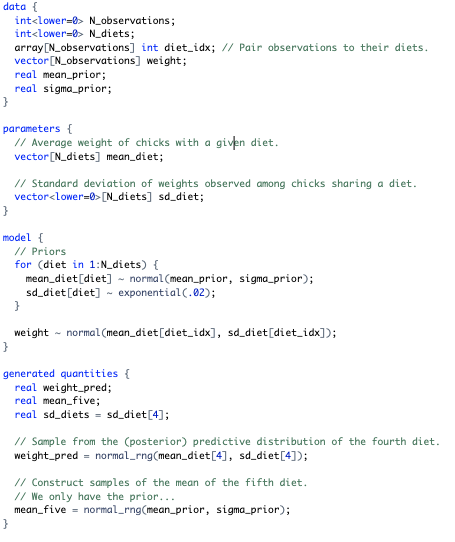 data {
  int<lower=0> N_observations;
  int<lower=0> N_diets;
  array[N_observations] int diet_idx; // Pair observations to their diets.
  vector[N_observations] weight;
  real mean_prior;
  real sigma_prior;
}

parameters {
  // Average weight of chicks with a given diet.
  vector[N_diets] mean_diet;

  // Standard deviation of weights observed among chicks sharing a diet.
  vector<lower=0>[N_diets] sd_diet;
}

model {
  // Priors
  for (diet in 1:N_diets) {
    mean_diet[diet] ~ normal(mean_prior, sigma_prior);
    sd_diet[diet] ~ exponential(.02);
  }

  weight ~ normal(mean_diet[diet_idx], sd_diet[diet_idx]);
}

generated quantities {
  real weight_pred;
  real mean_five;
  real sd_diets = sd_diet[4];

  // Sample from the (posterior) predictive distribution of the fourth diet.
  weight_pred = normal_rng(mean_diet[4], sd_diet[4]);

  // Construct samples of the mean of the fifth diet.
  // We only have the prior...
  mean_five = normal_rng(mean_prior, sigma_prior);
}